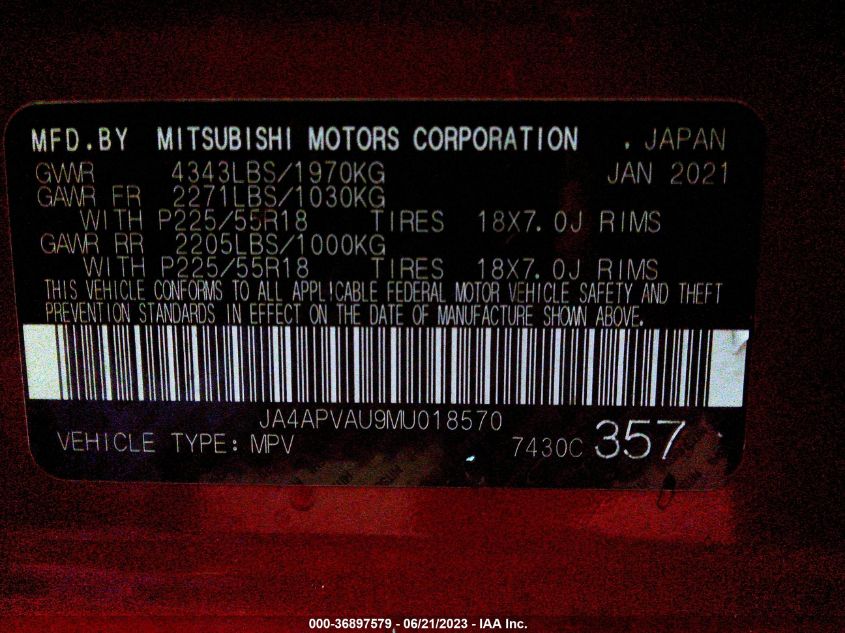 MFD.BY MITSUBISHI MOTORS CORPORATION . JAPAN
GVWR 4343LBS/1970KG JAN 2021
GAWR FR 2271LBS/1030KG
WITH P225/55R18 TIRES 18X7.0J RIMS
GAWR RR 2205LBS/1000KG
WITH P225/55R18 TIRES 18X7.0J RIMS
THIS VEHICLE CONFORMS TO ALL APPLICABLE FEDERAL MOTOR VEHICLE SAFETY AND THEFT
PREVENTION STANDARDS IN EFFECT ON THE DATE OF MANUFACTURE SHOWN ABOVE.
JA4APVAU9MU018570
VEHICLE TYPE: MPV 7430C 357
000-36897579 - 06/21/2023 - IAA Inc.